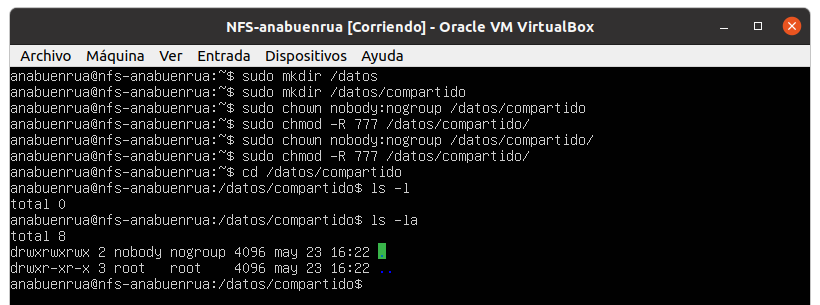 NFS-anabuenrua [Corriendo] - Oracle VM VirtualBox
Archivo Máquina Ver Entrada Dispositivos Ayuda
anabuenrua@nfs-anabuenrua:~$ sudo mkdir /datos
anabuenrua@nfs-anabuenrua:~$ sudo mkdir /datos/compartido
anabuenrua@nfs-anabuenrua:~$ sudo chown nobody:nogroup /datos/compartido
anabuenrua@nfs-anabuenrua:~$ sudo chmod -R 777 /datos/compartido/
anabuenrua@nfs-anabuenrua:~$ sudo chown nobody:nogroup /datos/compartido/
anabuenrua@nfs-anabuenrua:~$ sudo chmod -R 777 /datos/compartido/
anabuenrua@nfs-anabuenrua:~$ cd /datos/compartido
anabuenrua@nfs-anabuenrua:/datos/compartido$ ls -l
total 0
anabuenrua@nfs-anabuenrua:/datos/compartido$ ls -la
total 8
drwxrwxrwx 2 nobody nogroup 4096 may 23 16:22 .
drwxr-xr-x 3 root   root    4096 may 23 16:22 ..
anabuenrua@nfs-anabuenrua:/datos/compartido$